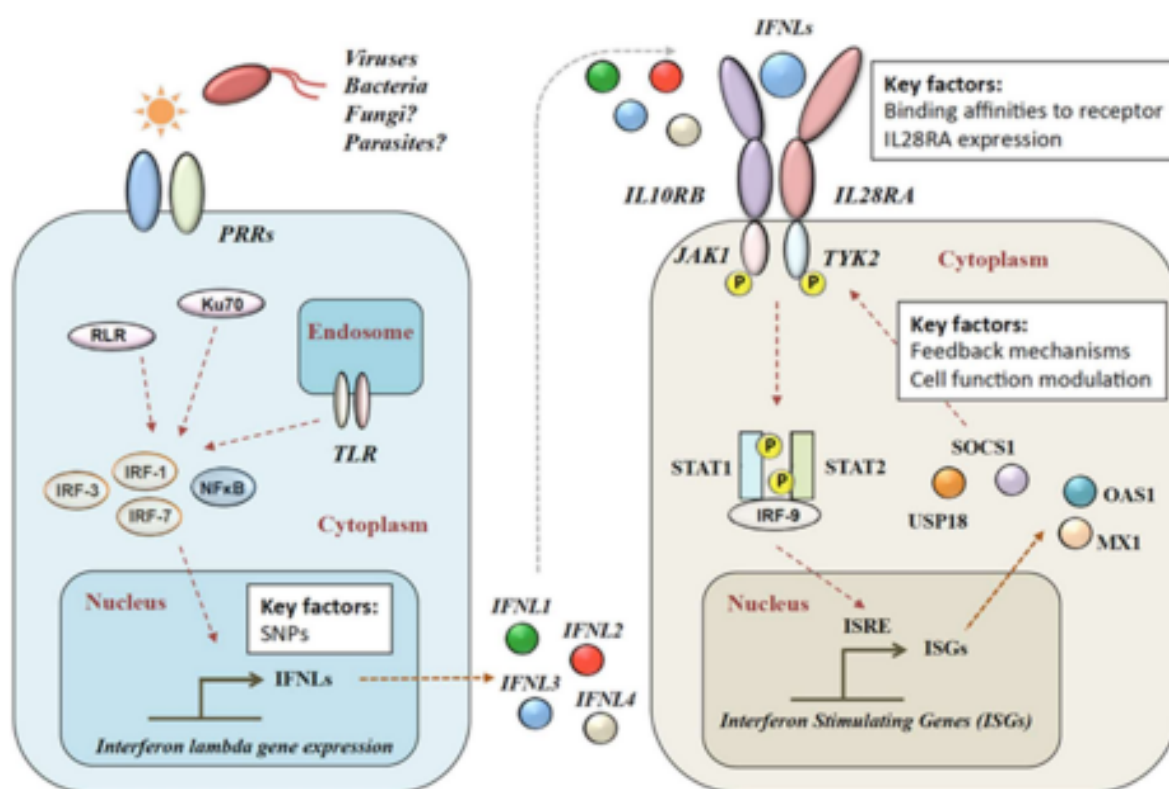 Viruses
Bacteria
Fungi?
Parasites?
PRRs
Ku70
RLR
Endosome
TLR
IRF-1
IRF-3
NFκB
IRF-7
Cytoplasm
Nucleus
Key factors:
SNPs
IFNLs
Interferon lambda gene expression
IFNL1
IFNL2
IFNL3
IFNL4
IFNLs
Key factors:
Binding affinities to receptor
IL28RA expression
IL10RB
IL28RA
JAK1
TYK2
P
P
Cytoplasm
Key factors:
Feedback mechanisms
Cell function modulation
STAT1
P
P
STAT2
IRF-9
SOCS1
USP18
OAS1
MX1
Nucleus
ISRE
ISGs
Interferon Stimulating Genes (ISGs)